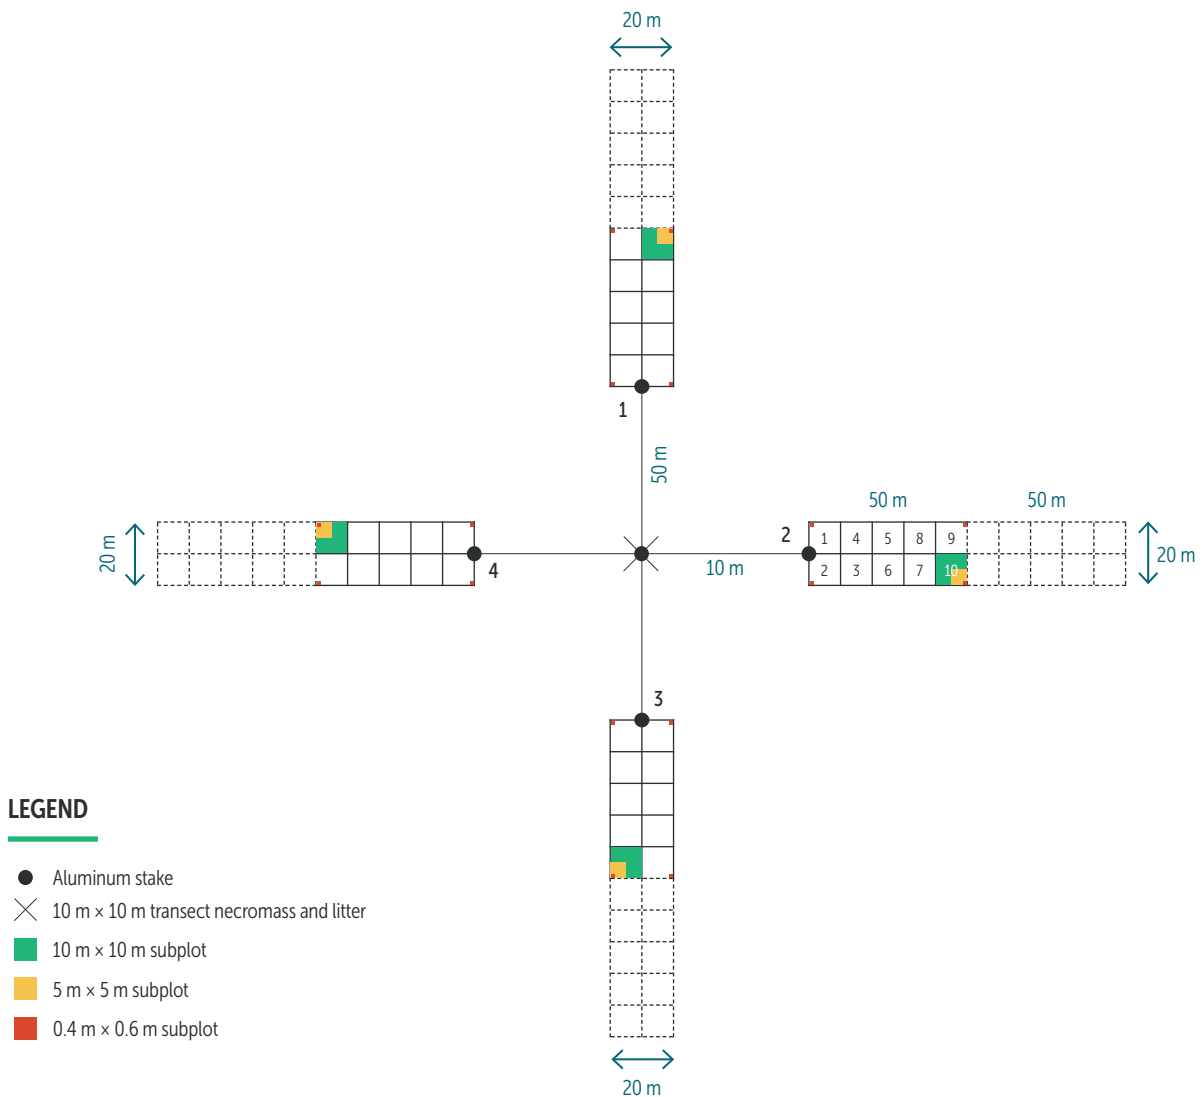 20 m
1
50 m
50 m
50 m
2
1 4 5 8 9
2 3 6 7 10
20 m
20 m
4
10 m
3
LEGEND
Aluminum stake
10 m × 10 m transect necromass and litter
10 m × 10 m subplot
5 m × 5 m subplot
0.4 m × 0.6 m subplot
20 m